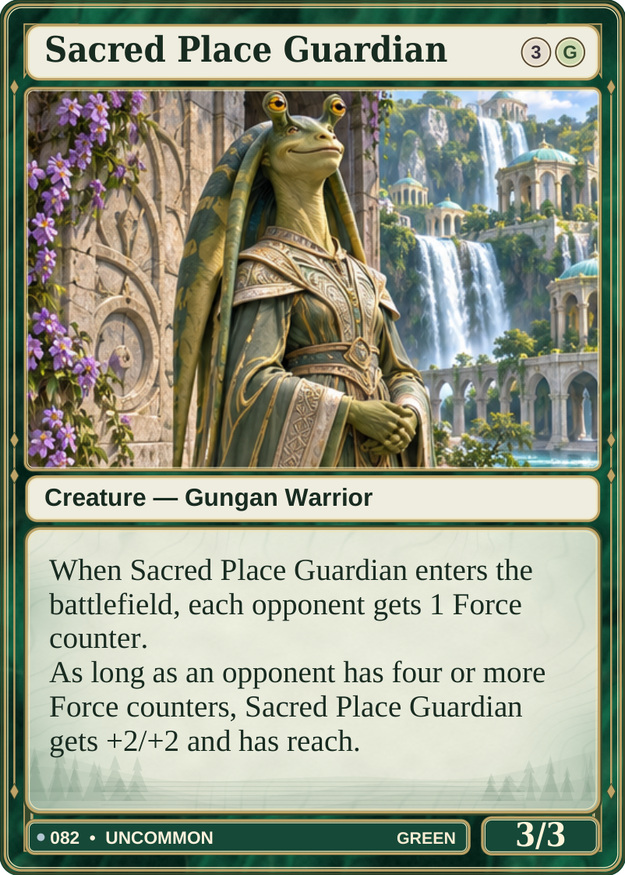 Sacred Place Guardian 3 G
Creature — Gungan Warrior
When Sacred Place Guardian enters the
battlefield, each opponent gets 1 Force
counter.
As long as an opponent has four or more
Force counters, Sacred Place Guardian
gets +2/+2 and has reach.
082 • UNCOMMON GREEN 3/3